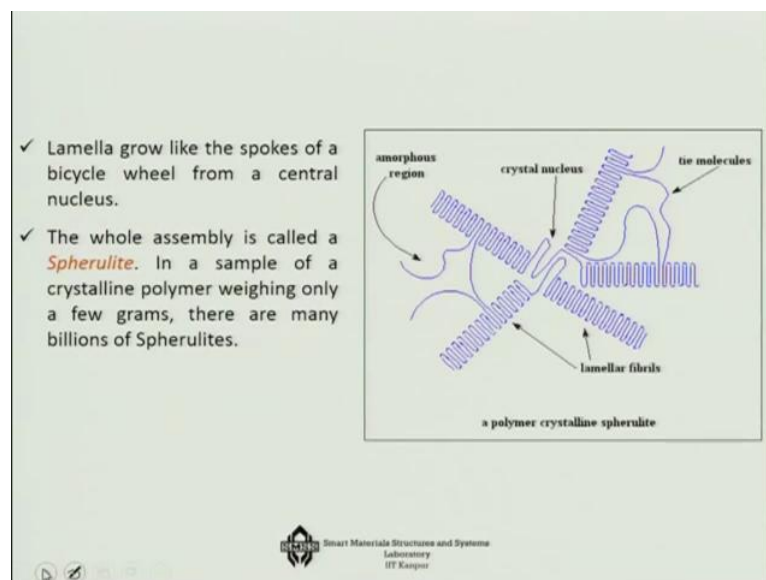 ✓ Lamella grow like the spokes of a
bicycle wheel from a central
nucleus.
✓ The whole assembly is called a
Spherulite. In a sample of a
crystalline polymer weighing only
a few grams, there are many
billions of Spherulites.
amorphous
region
crystal nucleus
tie molecules
lamellar fibrils
a polymer crystalline spherulite
Smart Materials Structures and Systems
Laboratory
IIT Kanpur